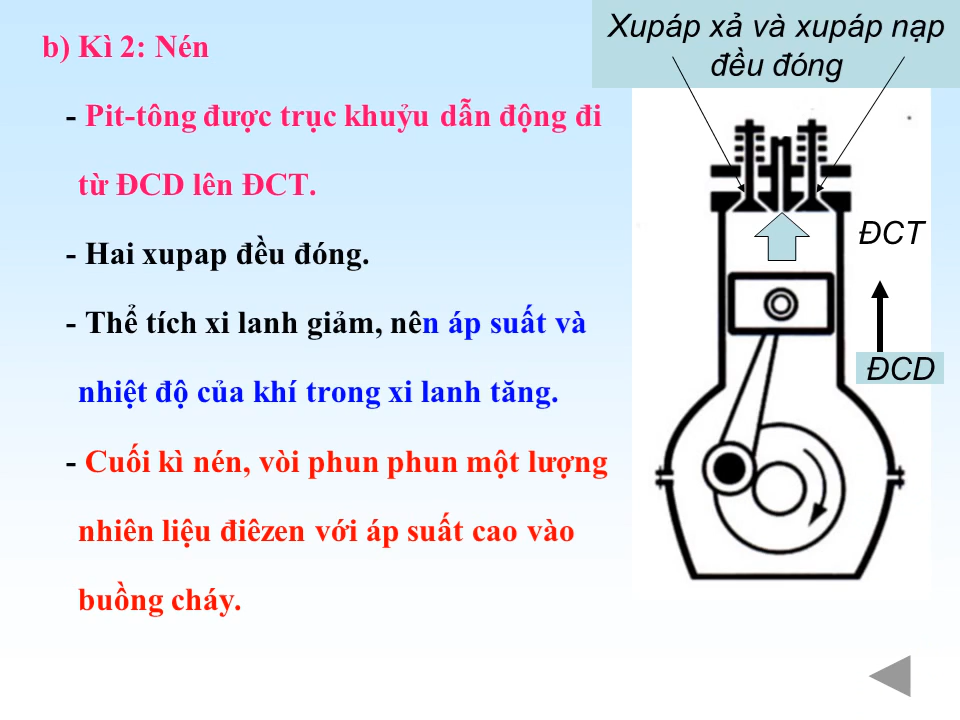 b) Kì 2: Nén
- Pit-tông được trục khuỷu dẫn động đi
từ ĐCD lên ĐCT.
- Hai xupap đều đóng.
- Thể tích xi lanh giảm, nên áp suất và
nhiệt độ của khí trong xi lanh tăng.
- Cuối kì nén, vòi phun phun một lượng
nhiên liệu điêzen với áp suất cao vào
buồng cháy.
Xupáp xả và xupáp nạp
đều đóng
ĐCT
ĐCD